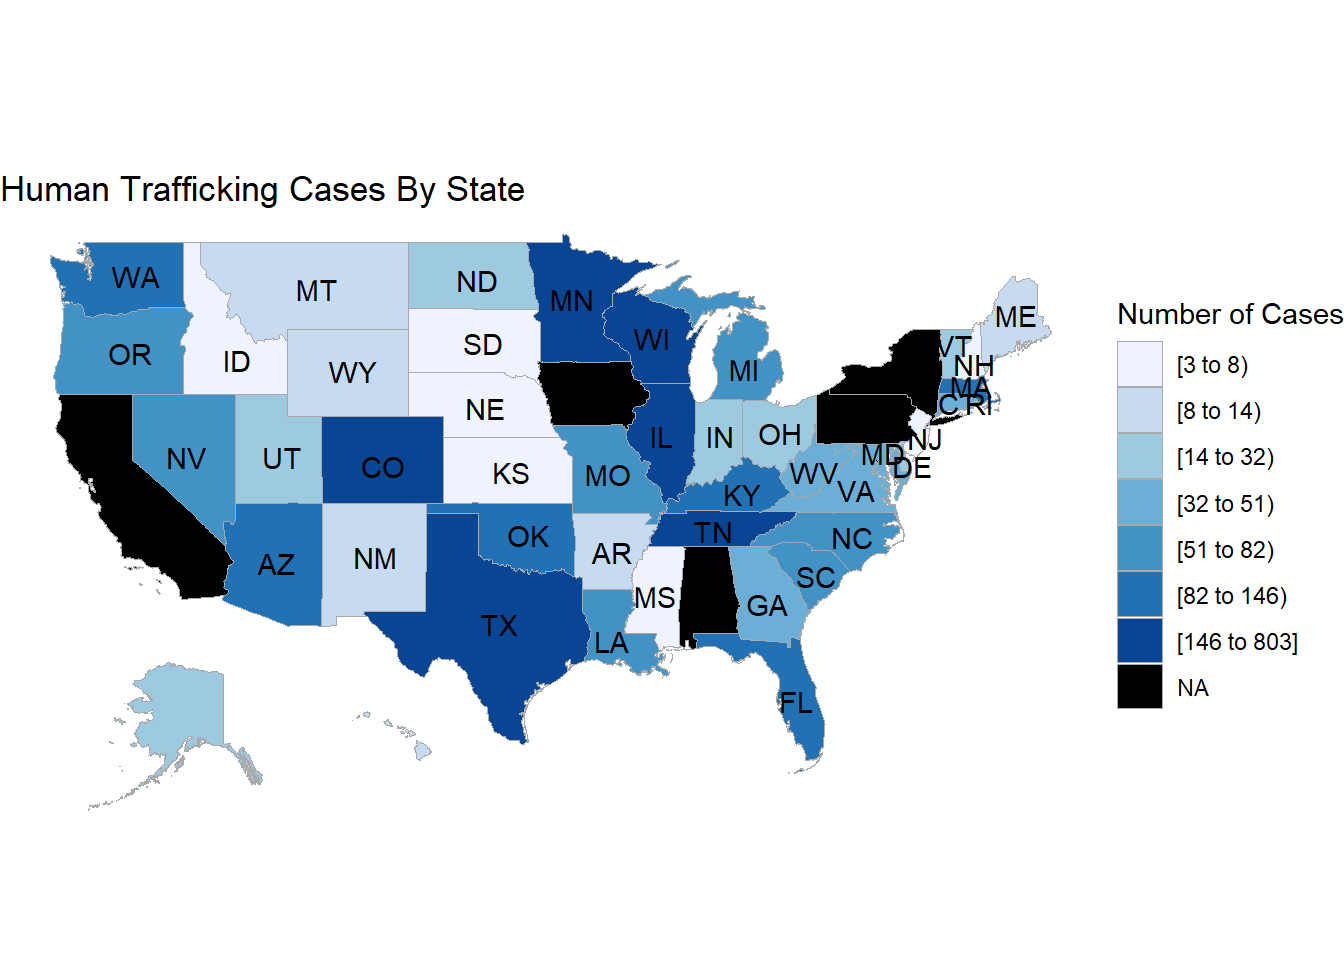 Human Trafficking Cases By State
WA
MT
ND
MN
ME
VT
NH
OR
ID
WY
SD
WI
MI
MA
NE
C
RI
NV
UT
CO
KS
MO
IL
IN
OH
NJ
MD
DE
WV
VA
KY
AZ
NM
OK
AR
TN
NC
SC
TX
LA
MS
GA
FL
Number of Cases
[3 to 8)
[8 to 14)
[14 to 32)
[32 to 51)
[51 to 82)
[82 to 146)
[146 to 803]
NA